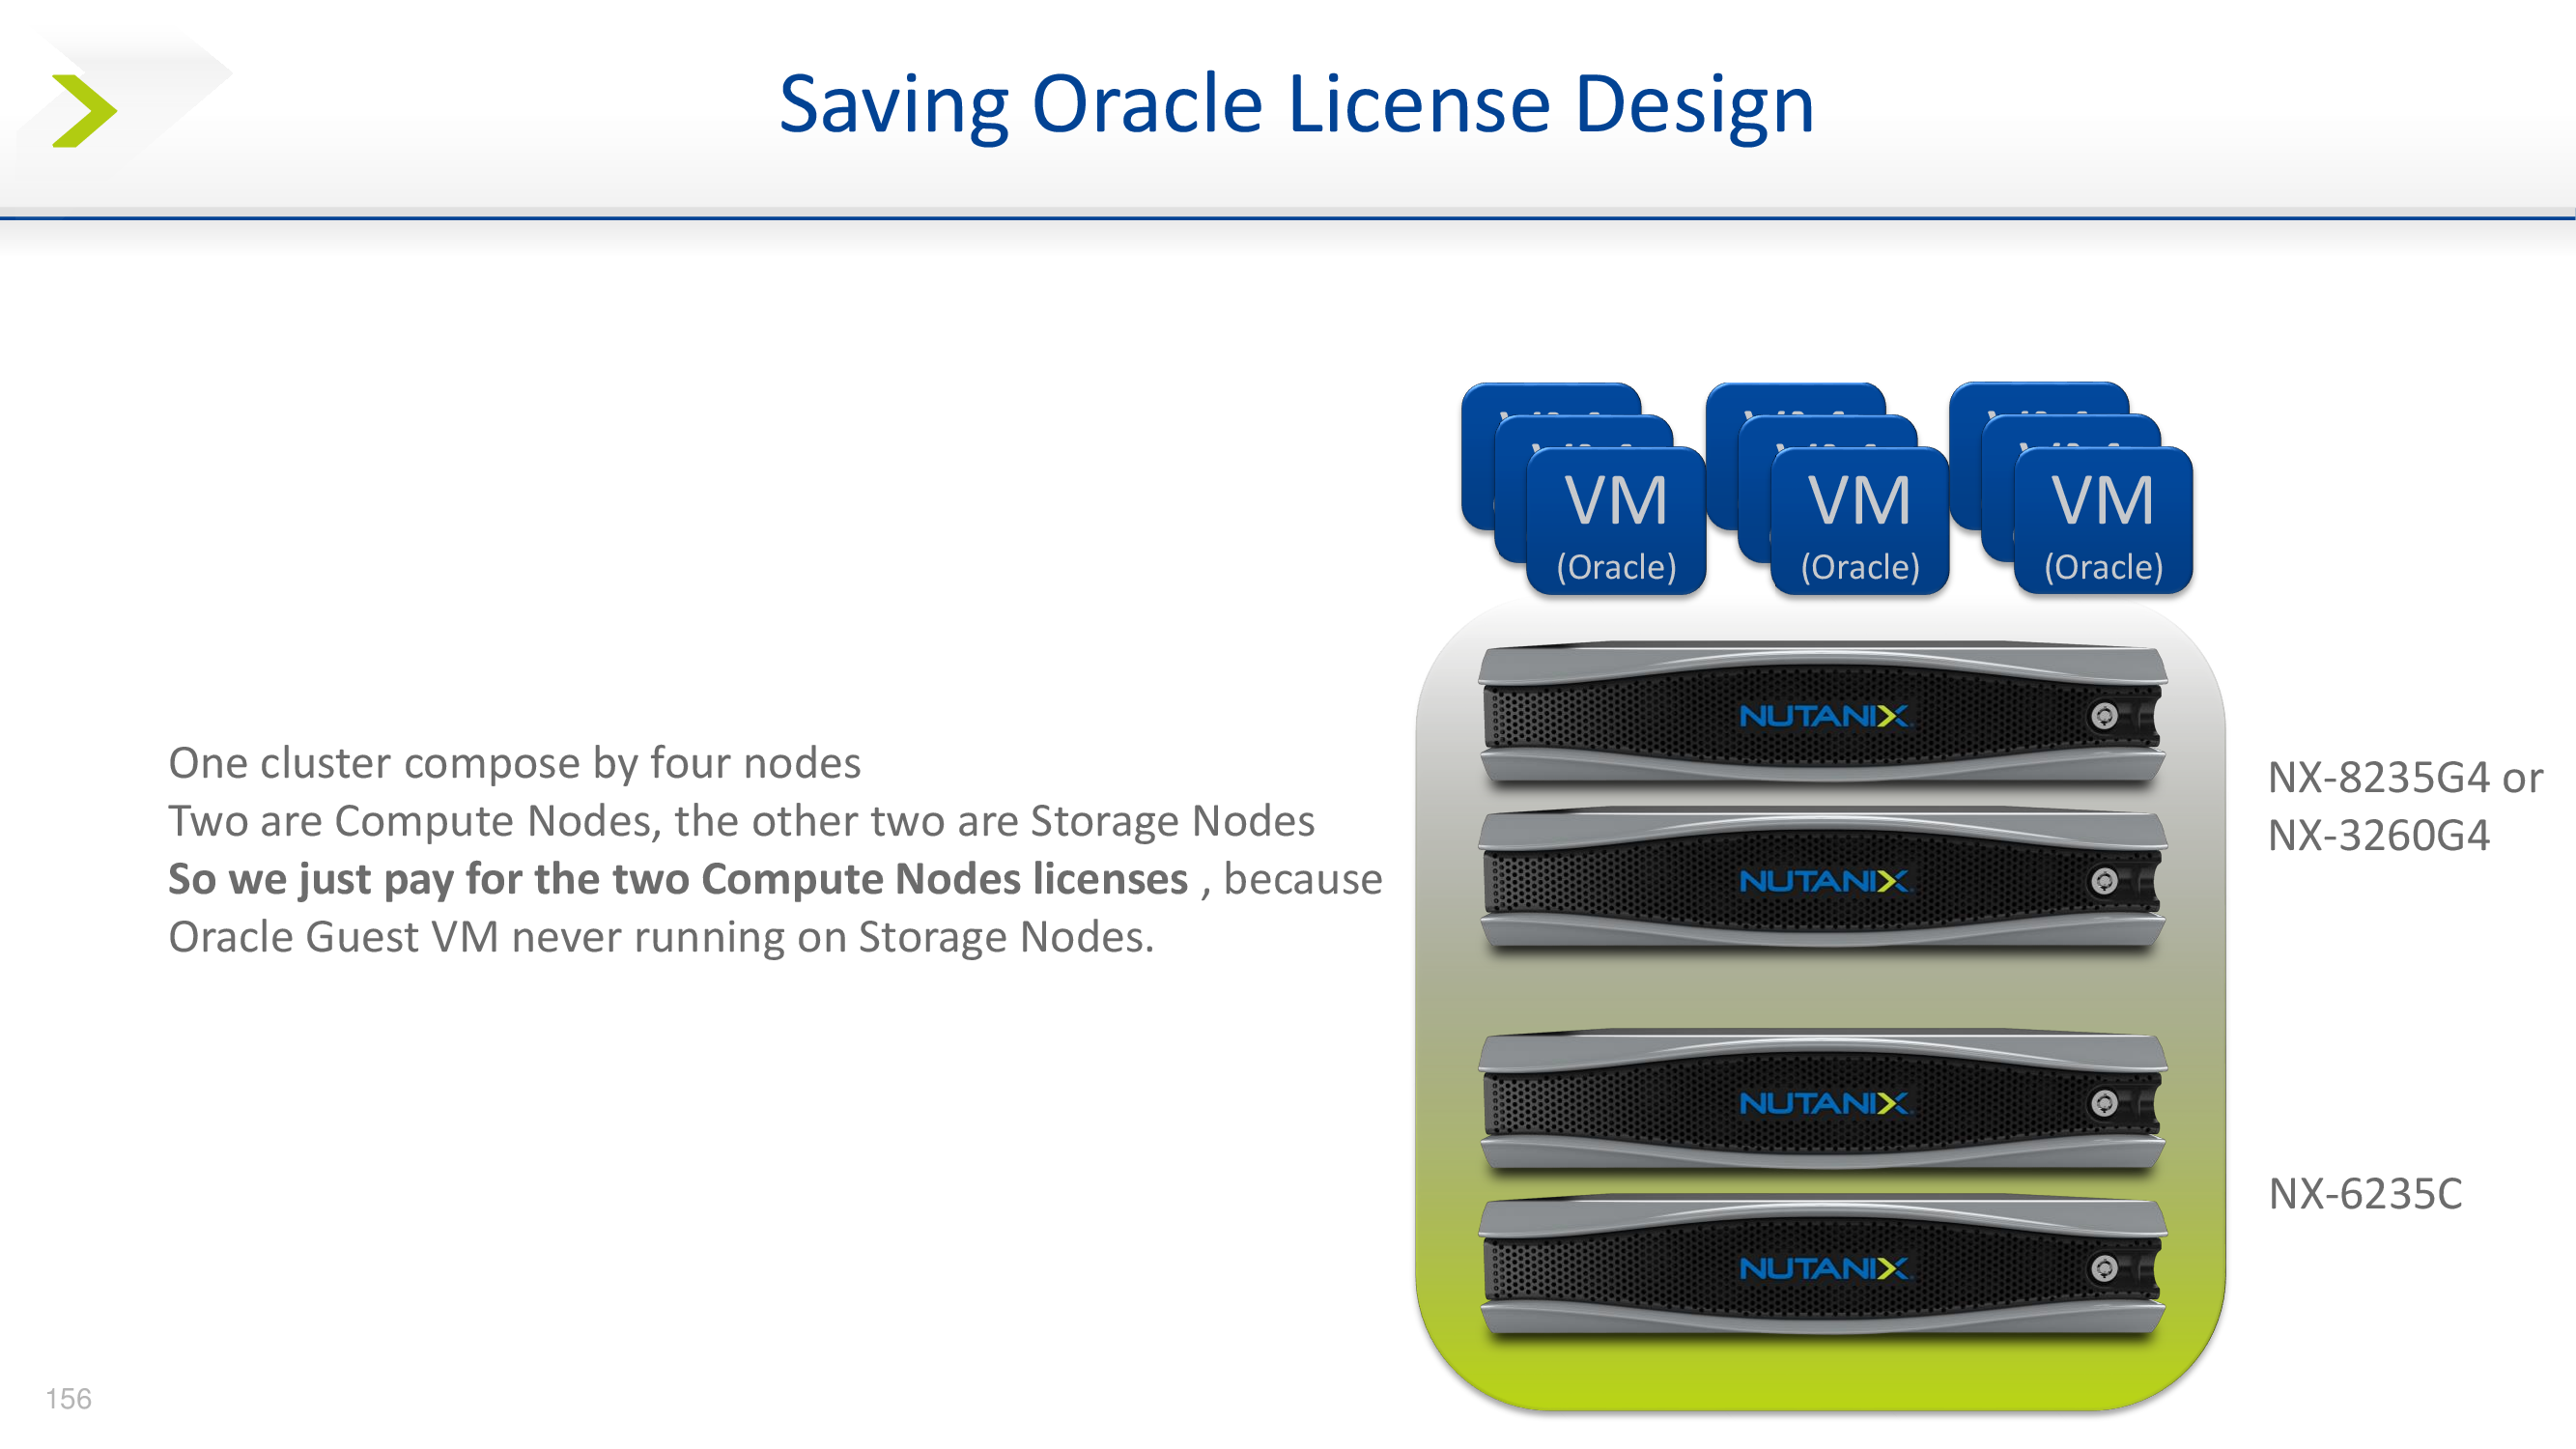 Saving Oracle License Design
VM
(Oracle)
VM
(Oracle)
VM
(Oracle)
NUTANIX
NUTANIX
NUTANIX
NUTANIX
One cluster compose by four nodes
Two are Compute Nodes, the other two are Storage Nodes
So we just pay for the two Compute Nodes licenses , because
Oracle Guest VM never running on Storage Nodes.
NX-8235G4 or
NX-3260G4
NX-6235C
156